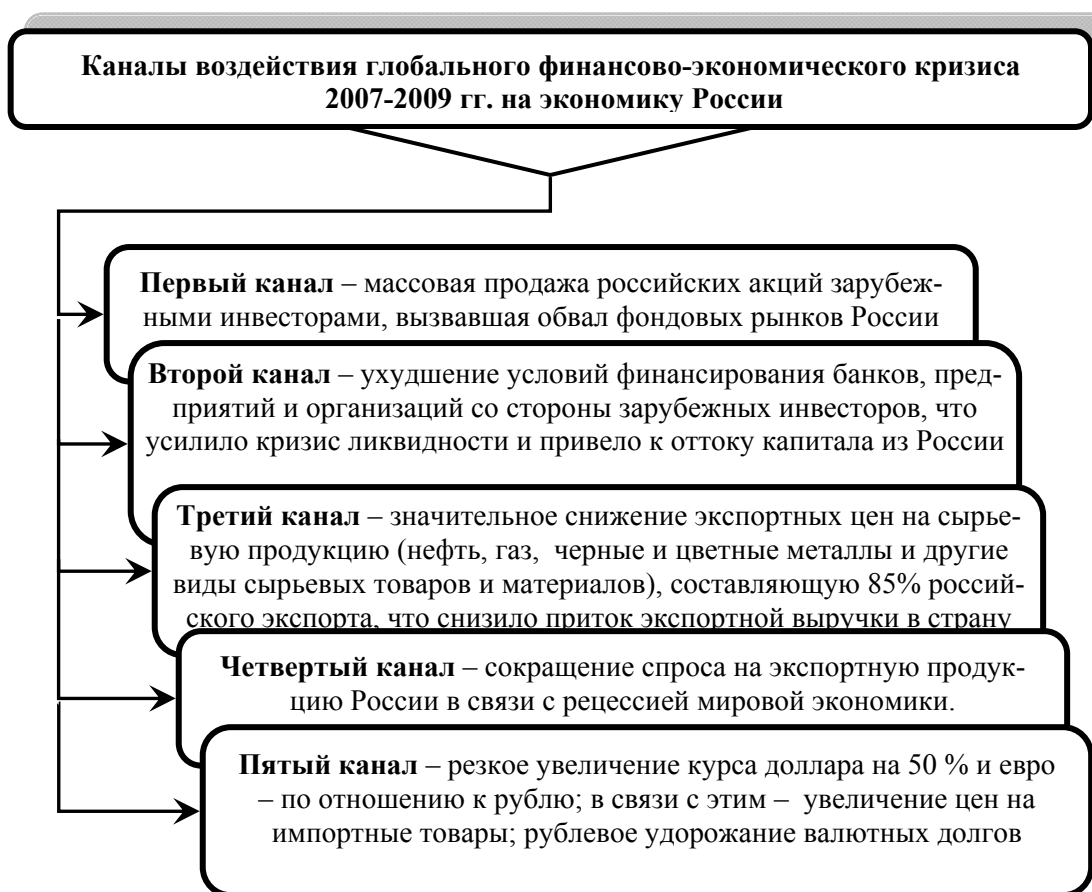 Каналы воздействия глобального финансово-экономического кризиса
2007-2009 гг. на экономику России
Первый канал – массовая продажа российских акций зарубеж-
ными инвесторами, вызвавшая обвал фондовых рынков России
Второй канал – ухудшение условий финансирования банков, пред-
приятий и организаций со стороны зарубежных инвесторов, что
усилило кризис ликвидности и привело к оттоку капитала из России
Третий канал – значительное снижение экспортных цен на сырье-
вую продукцию (нефть, газ, черные и цветные металлы и другие
виды сырьевых товаров и материалов), составляющую 85% россий-
ского экспорта, что снизило приток экспортной выручки в страну
Четвертый канал – сокращение спроса на экспортную продук-
цию России в связи с рецессией мировой экономики.
Пятый канал – резкое увеличение курса доллара на 50 % и евро
– по отношению к рублю; в связи с этим – увеличение цен на
импортные товары; рублевое удорожание валютных долгов